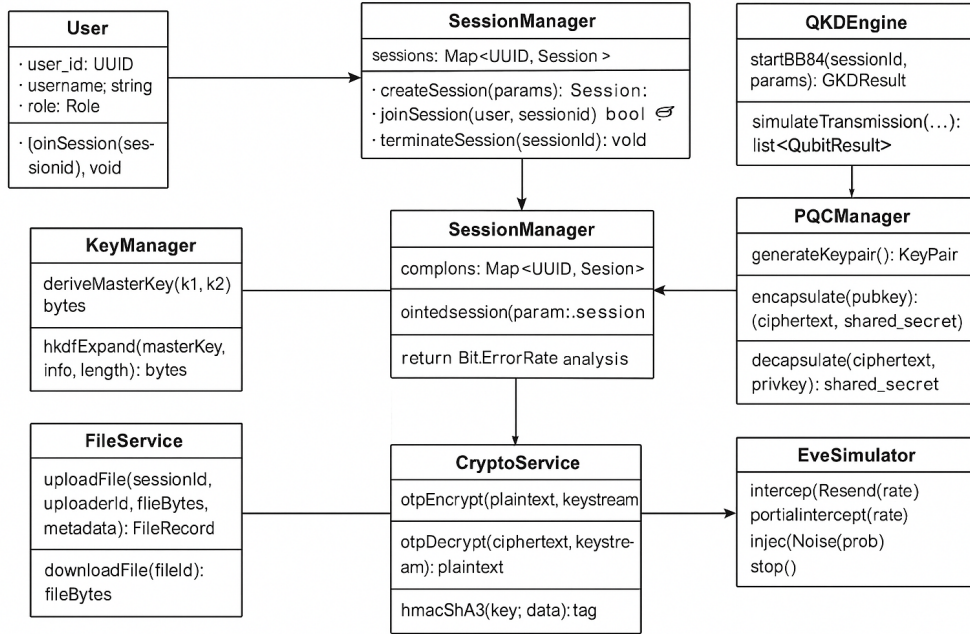 User
· user_id: UUID
· username; string
· role: Role
· [oinSession(ses-
sionid), void
SessionManager
sessions: Map<UUID, Session >
· createSession(params): Session:
· joinSession(user, sessionid) bool
· terminateSession(sessionId): vold
QKDEngine
startBB84(sessionId,
params): GKDResult
simulateTransmission(...):
list<QubitResult>
KeyManager
deriveMasterKey(k1, k2)
bytes
hkdfExpand(masterKey,
info, length): bytes
SessionManager
complons: Map<UUID, Sesion>
ointedsession(param:.session
return Bit.ErrorRate analysis
PQCManager
generateKeypair(): KeyPair
encapsulate(pubkey):
(ciphertext, shared_secret)
decapsulate(ciphertext,
privkey): shared_secret
FileService
uploadFile(sessionId,
uploaderId, flieBytes,
metadata): FileRecord
downloadFile(fileId):
fileBytes
CryptoService
otpEncrypt(plaintext, keystream
otpDecrypt(ciphertext, keystre-
am): plaintext
hmacShA3(key; data): tag
EveSimulator
intercep(Resend(rate)
portialintercept(rate)
injec(Noise(prob)
stop()